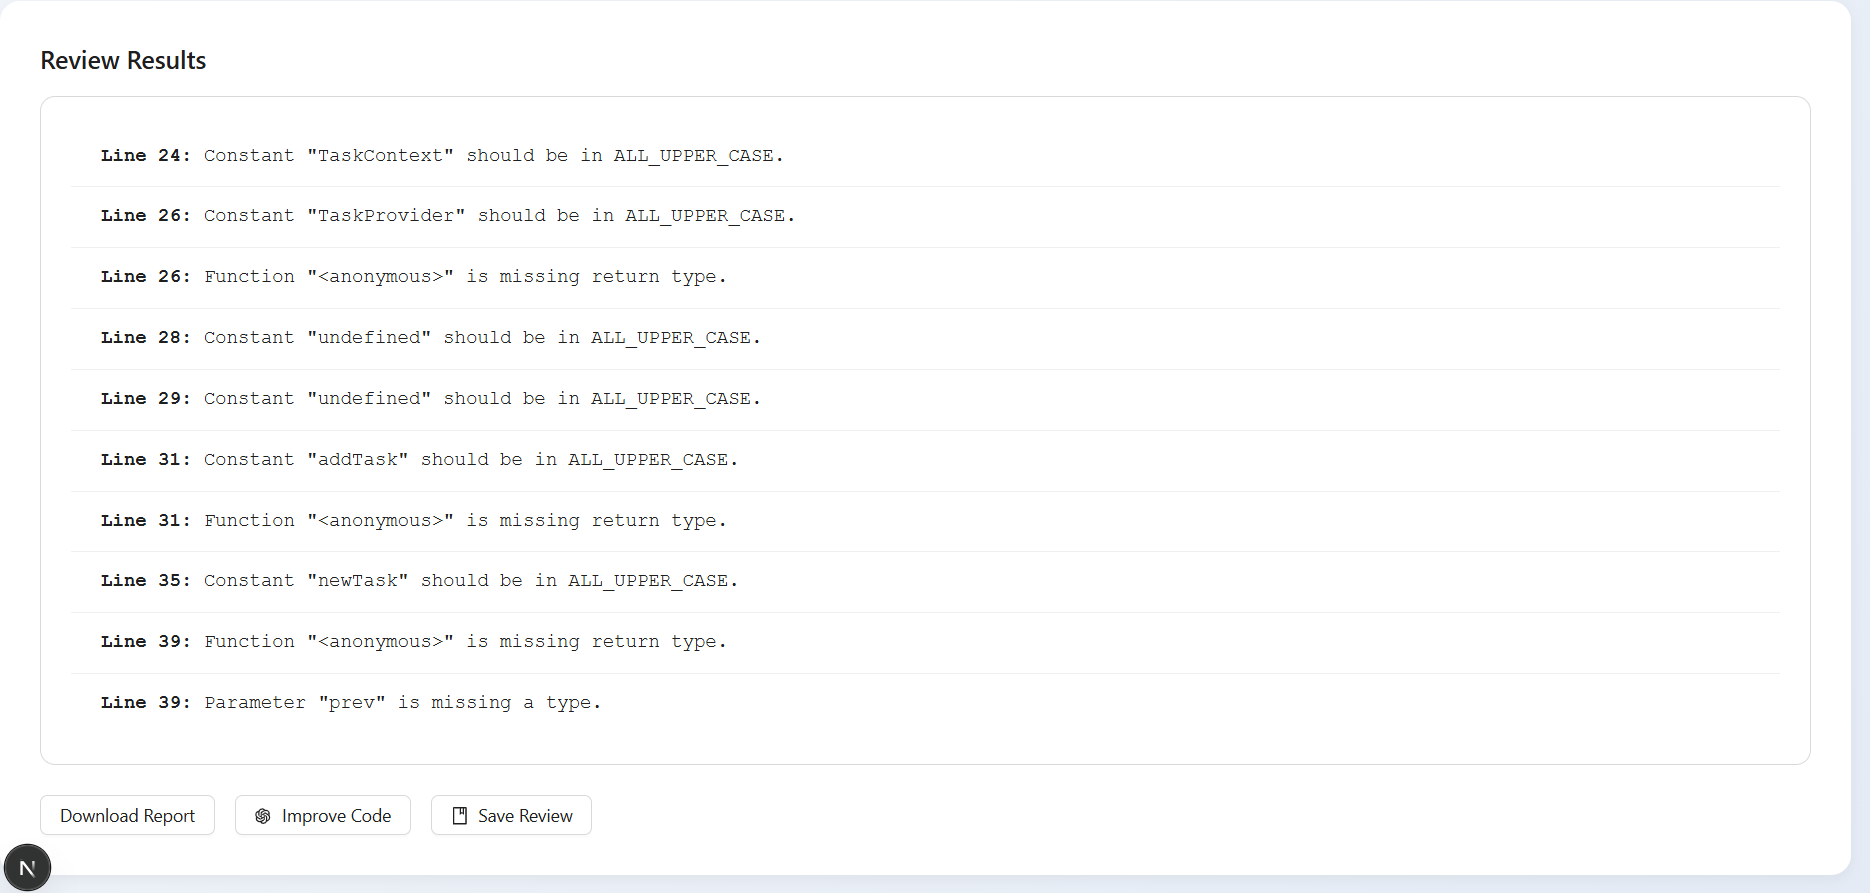 Review Results
Line 24: Constant "TaskContext" should be in ALL_UPPER_CASE.
Line 26: Constant "TaskProvider" should be in ALL_UPPER_CASE.
Line 26: Function "<anonymous>" is missing return type.
Line 28: Constant "undefined" should be in ALL_UPPER_CASE.
Line 29: Constant "undefined" should be in ALL_UPPER_CASE.
Line 31: Constant "addTask" should be in ALL_UPPER_CASE.
Line 31: Function "<anonymous>" is missing return type.
Line 35: Constant "newTask" should be in ALL_UPPER_CASE.
Line 39: Function "<anonymous>" is missing return type.
Line 39: Parameter "prev" is missing a type.
Download Report Improve Code Save Review
N